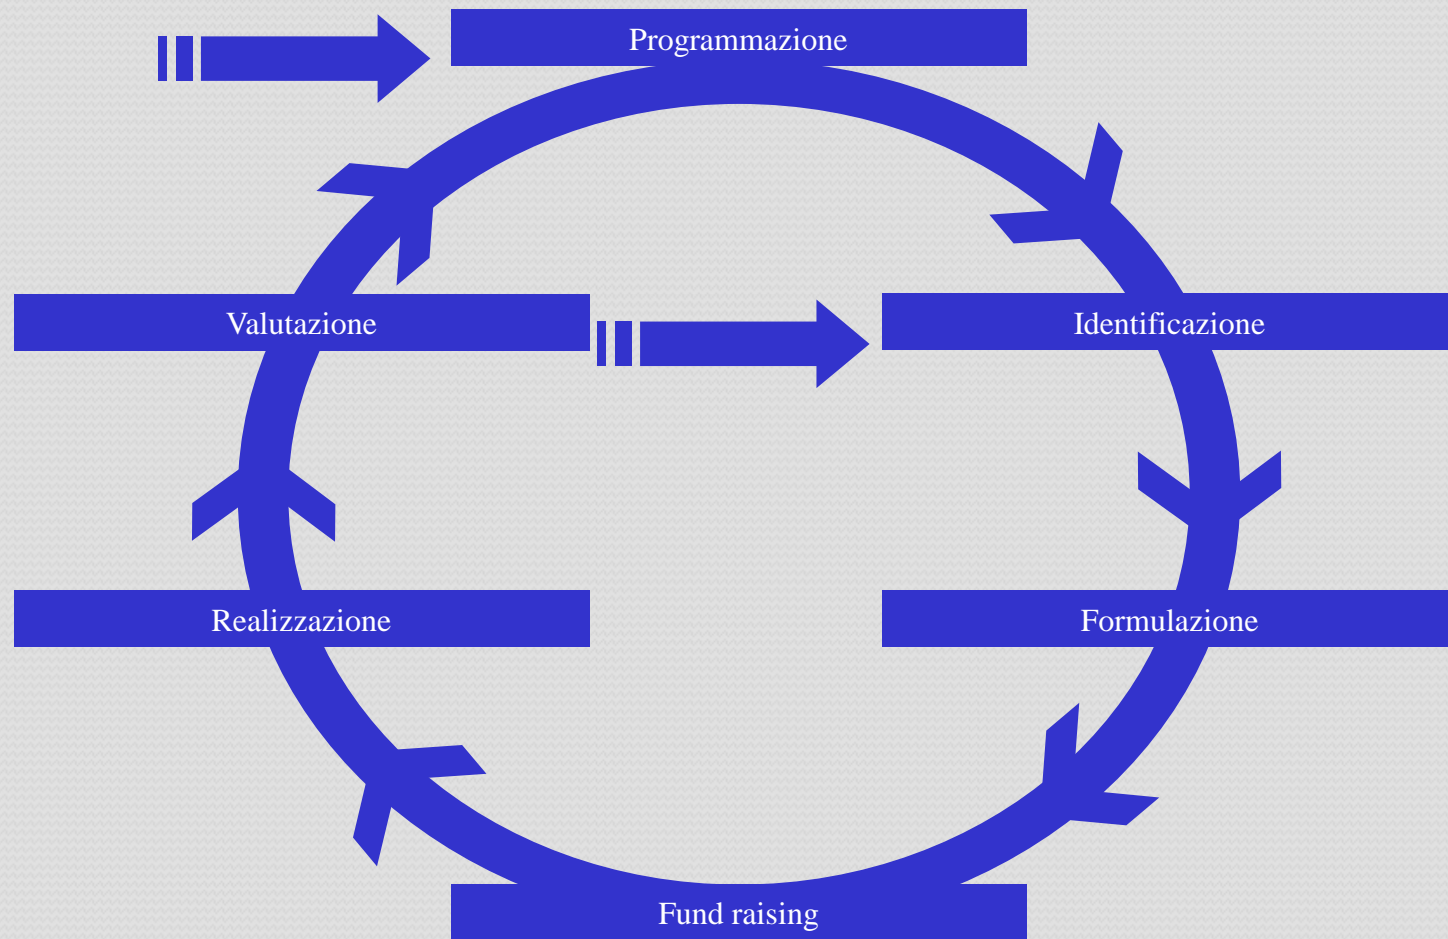 Programmazione
Valutazione
Identificazione
Realizzazione
Formulazione
Fund raising